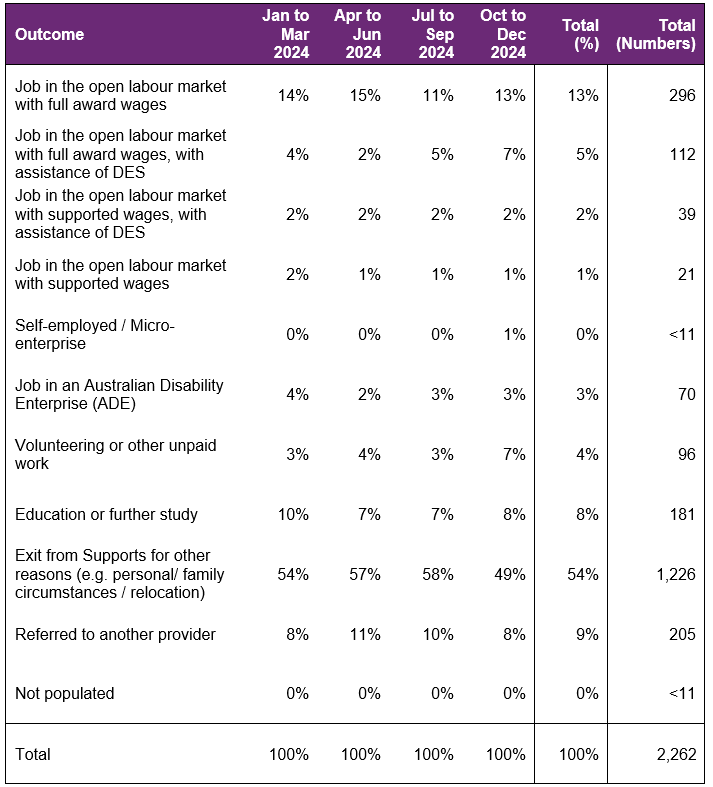 Outcome Jan to Mar 2024 Apr to Jun 2024 Jul to Sep 2024 Oct to Dec 2024 Total (%) Total (Numbers)
Job in the open labour market
with full award wages 14% 15% 11% 13% 13% 296
Job in the open labour market
with full award wages, with
assistance of DES 4% 2% 5% 7% 5% 112
Job in the open labour market
with supported wages, with
assistance of DES 2% 2% 2% 2% 2% 39
Job in the open labour market
with supported wages 2% 1% 1% 1% 1% 21
Self-employed / Micro-
enterprise 0% 0% 0% 1% 0% <11
Job in an Australian Disability
Enterprise (ADE) 4% 2% 3% 3% 3% 70
Volunteering or other unpaid
work 3% 4% 3% 7% 4% 96
Education or further study 10% 7% 7% 8% 8% 181
Exit from Supports for other
reasons (e.g. personal/ family
circumstances / relocation) 54% 57% 58% 49% 54% 1,226
Referred to another provider 8% 11% 10% 8% 9% 205
Not populated 0% 0% 0% 0% 0% <11
Total 100% 100% 100% 100% 100% 2,262